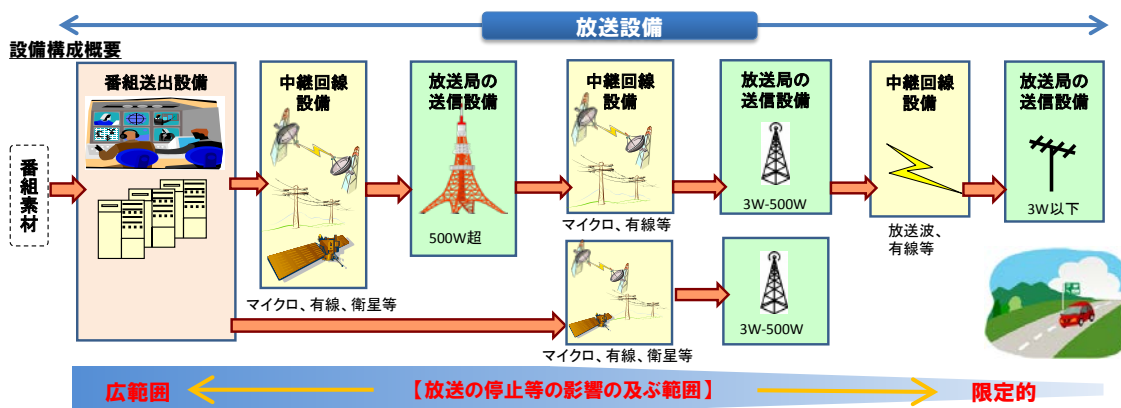 放送設備
設備構成概要
番組素材
番組送出設備
中継回線
設備
マイクロ、有線、衛星等
放送局の
送信設備
500W超
中継回線
設備
マイクロ、有線等
放送局の
送信設備
3W-500W
中継回線
設備
放送波、
有線等
放送局の
送信設備
3W以下
マイクロ、有線、衛星等
3W-500W
広範囲
【放送の停止等の影響の及ぶ範囲】
限定的